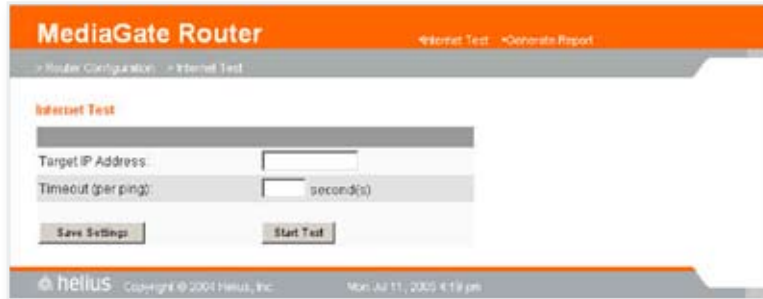 MediaGate Router
Internet Test Generate Report
> Router Configuration > Internet Test
Internet Test
Target IP Address:
Timeout (per ping): second(s)
Save Settings Start Test
helius Copyright © 2004 Helius, Inc. Mon Jul 11, 2005 4:19 pm